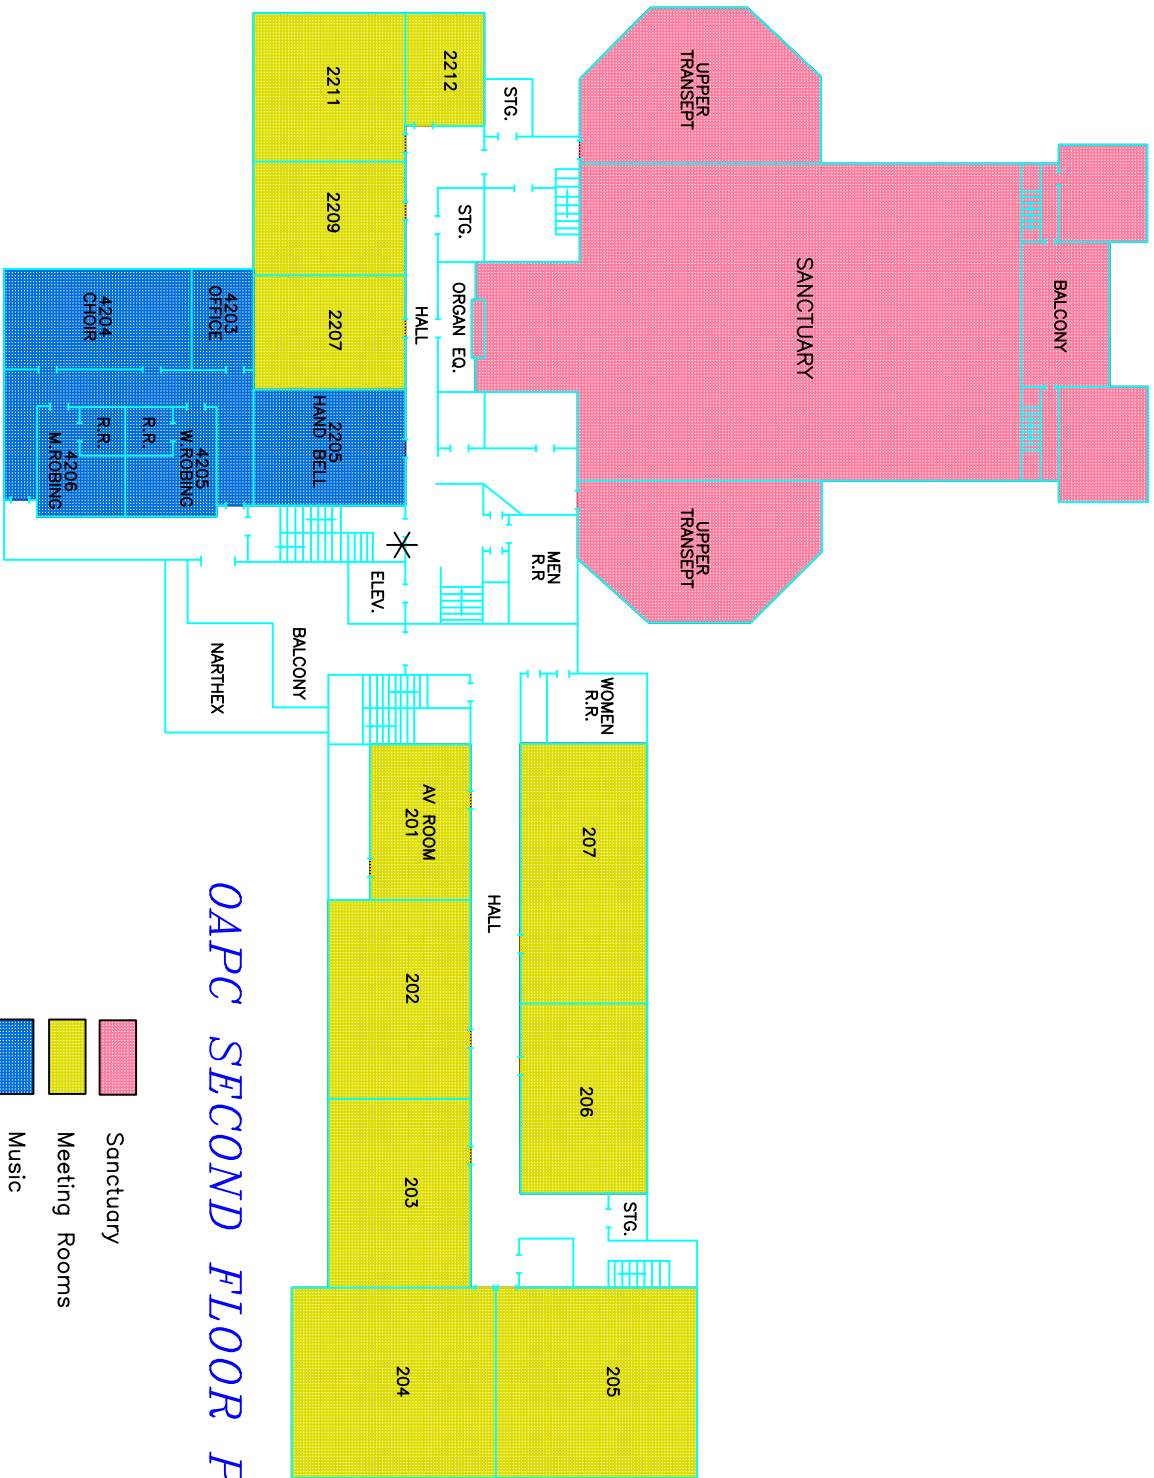 BALCONY
SANCTUARY
UPPER
TRANSEPT
UPPER
TRANSEPT
WOMEN
R.R.
STG.
207
206
205
MEN
R.R
STG.
STG.
ORGAN EQ.
HALL
HALL
2212
2211
2209
2207
2205
HAND BELL
ELEV.
AV ROOM
201
202
203
204
BALCONY
NARTHEX
4203
OFFICE
4204
CHOIR
4205
W.ROBING
R.R.
R.R.
4206
M.ROBING
OAPC SECOND FLOOR
Sanctuary
Meeting Rooms
Music